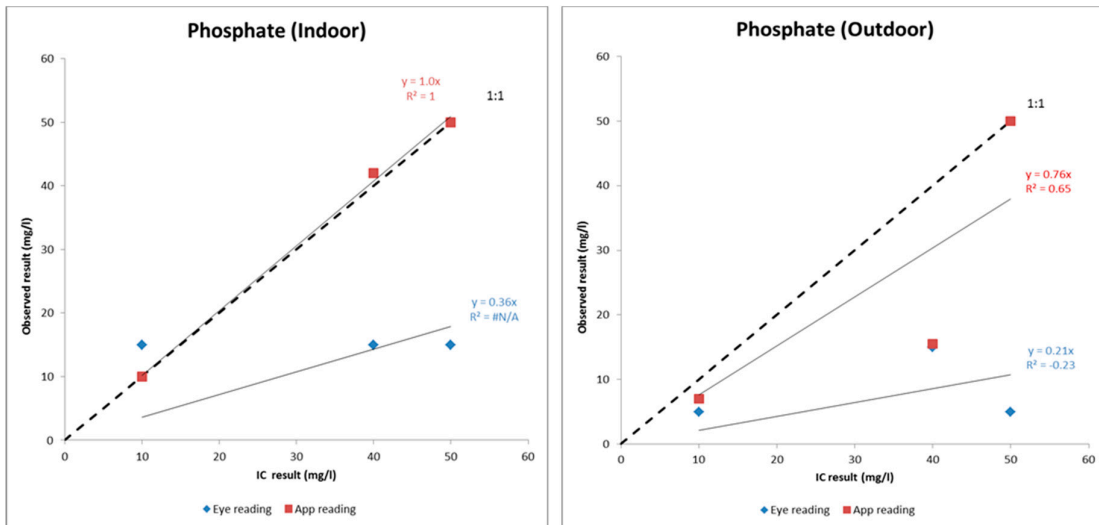 Phosphate (Indoor)
60
50
40
30
20
10
0
Observed result (mg/l)
y = 1.0x
R² = 1
1:1
y = 0.36x
R² = #N/A
0 10 20 30 40 50 60
IC result (mg/l)
Eye reading App reading
Phosphate (Outdoor)
60
50
40
30
20
10
0
Observed result (mg/l)
1:1
y = 0.76x
R² = 0.65
y = 0.21x
R² = -0.23
0 10 20 30 40 50 60
IC result (mg/l)
Eye reading App reading